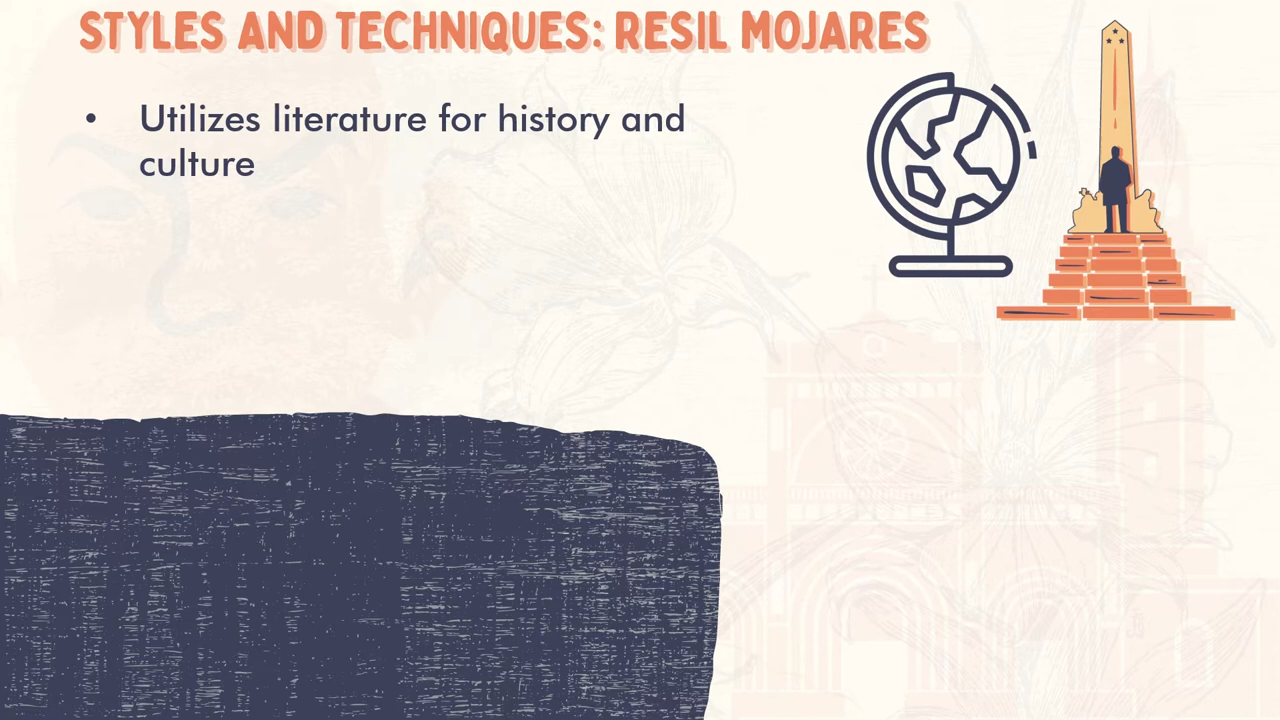 STYLES AND TECHNIQUES: RESIL MOJARES
• Utilizes literature for history and
culture